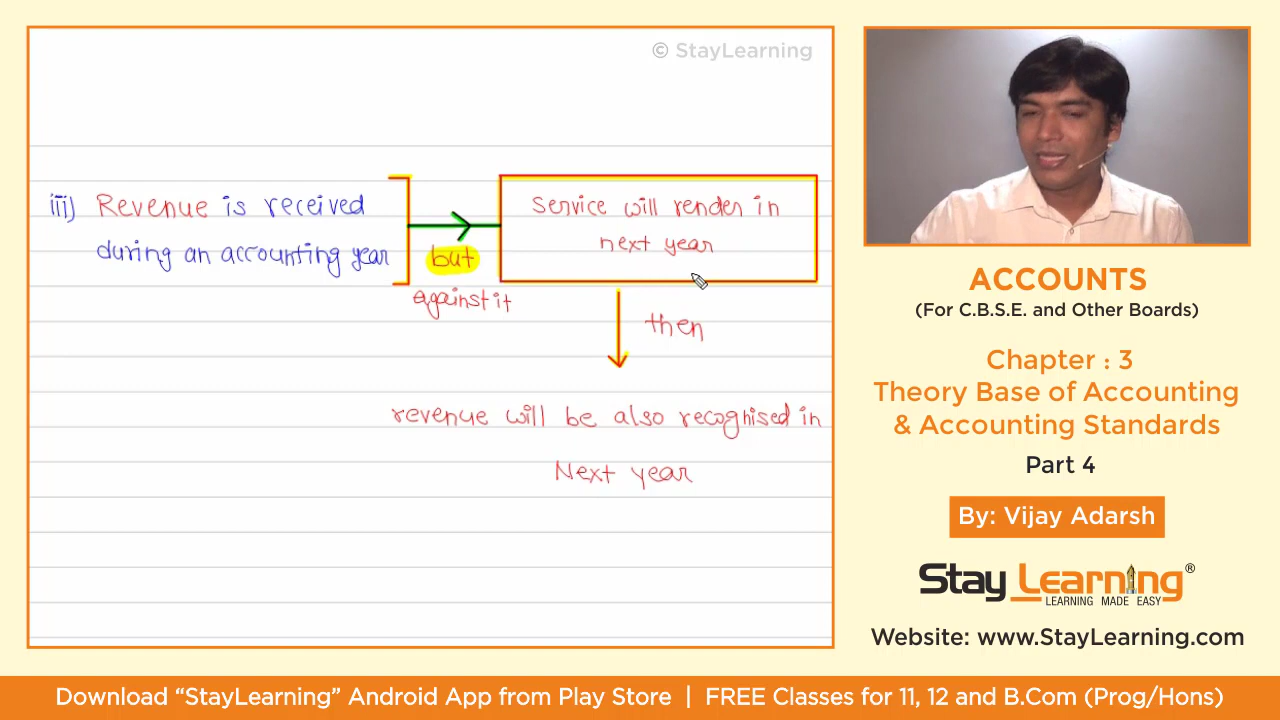 © StayLearning
iii) Revenue is received
during an accounting year
but
against it
Service will render in
next year
then
revenue will be also recognised in
Next year
ACCOUNTS
(For C.B.S.E. and Other Boards)
Chapter : 3
Theory Base of Accounting
& Accounting Standards
Part 4
By: Vijay Adarsh
Stay Learning®
LEARNING MADE EASY
Website: www.StayLearning.com
Download “StayLearning” Android App from Play Store | FREE Classes for 11, 12 and B.Com (Prog/Hons)